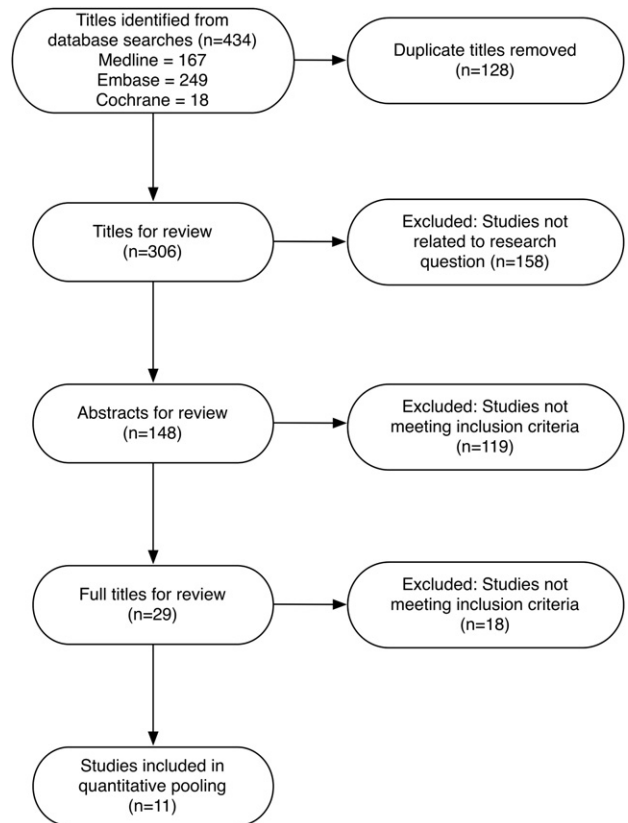 Titles identified from
database searches (n=434)
Medline = 167
Embase = 249
Cochrane = 18
Duplicate titles removed
(n=128)
Titles for review
(n=306)
Excluded: Studies not
related to research
question (n=158)
Abstracts for review
(n=148)
Excluded: Studies not
meeting inclusion criteria
(n=119)
Full titles for review
(n=29)
Excluded: Studies not
meeting inclusion criteria
(n=18)
Studies included in
quantitative pooling
(n=11)